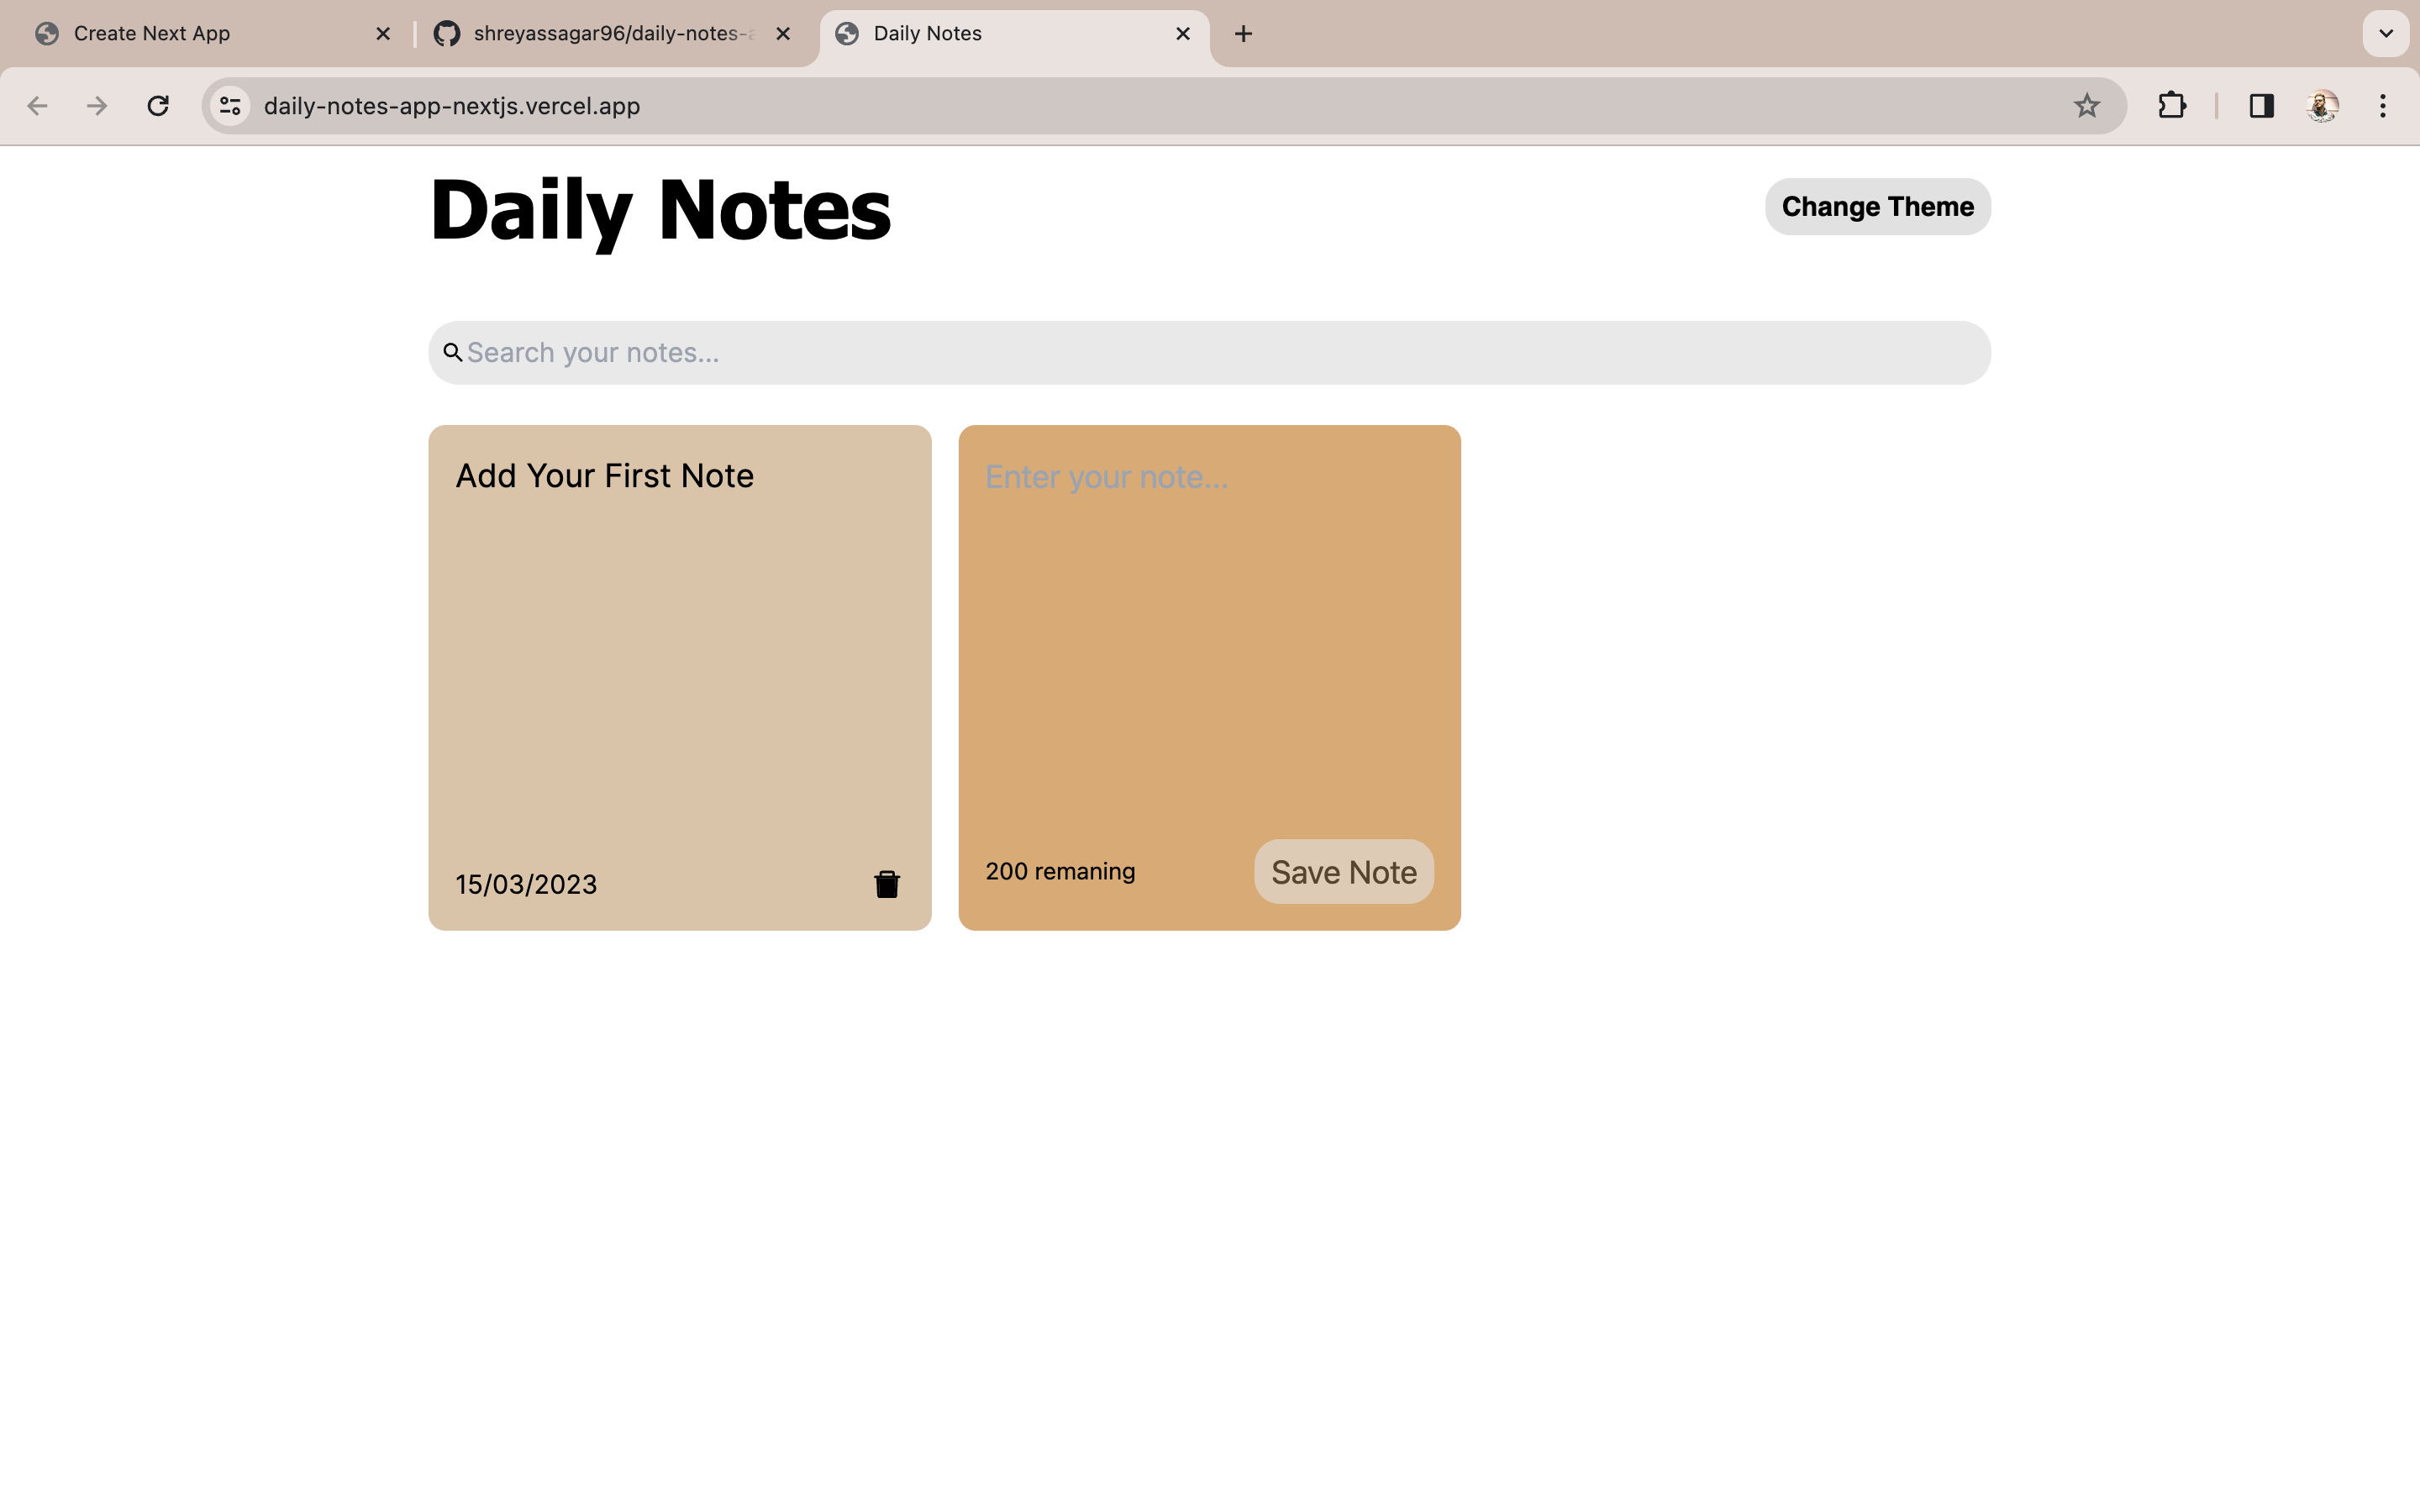 Create Next App
shreyassagar96/daily-notes-a
Daily Notes
daily-notes-app-nextjs.vercel.app
Daily Notes
Change Theme
Search your notes...
Add Your First Note
Enter your note...
15/03/2023
200 remaning
Save Note